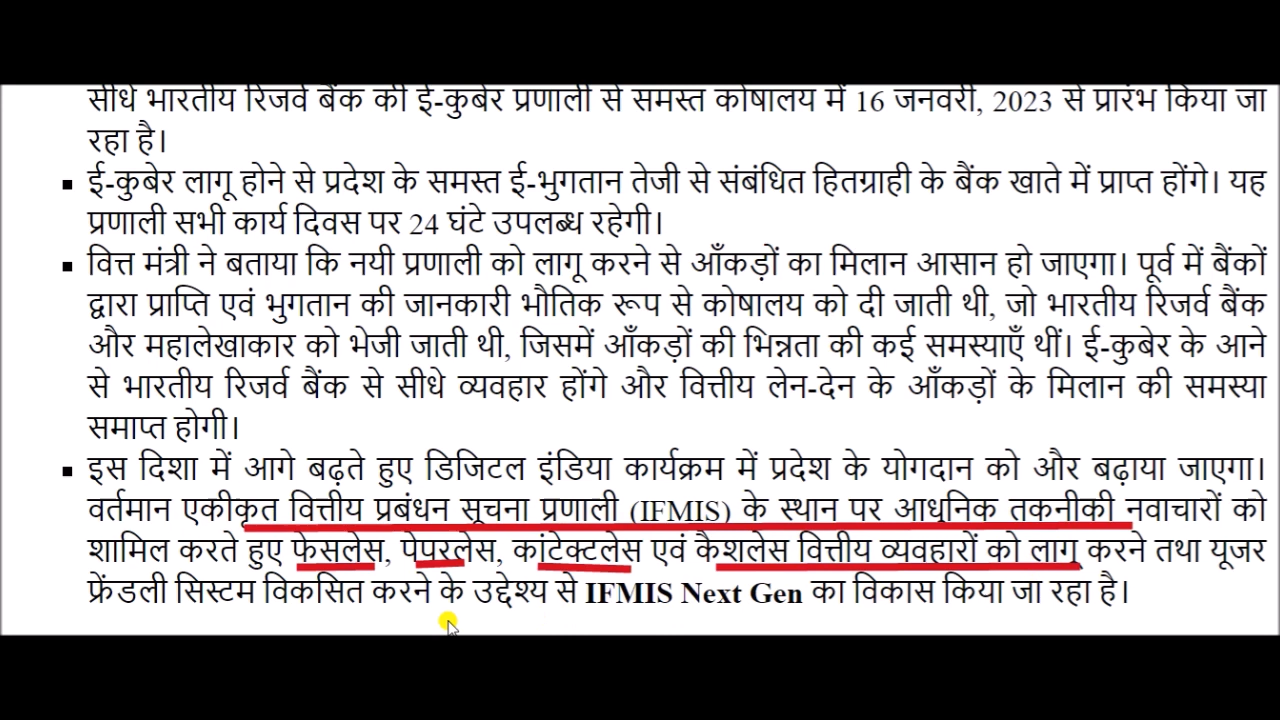 सीधे भारतीय रिजर्व बैंक की ई-कुबेर प्रणाली से समस्त कोषालय में 16 जनवरी, 2023 से प्रारंभ किया जा
रहा है।
▪ ई-कुबेर लागू होने से प्रदेश के समस्त ई-भुगतान तेजी से संबंधित हितग्राही के बैंक खाते में प्राप्त होंगे। यह
प्रणाली सभी कार्य दिवस पर 24 घंटे उपलब्ध रहेगी।
▪ वित्त मंत्री ने बताया कि नयी प्रणाली को लागू करने से आँकड़ों का मिलान आसान हो जाएगा। पूर्व में बैंकों
द्वारा प्राप्ति एवं भुगतान की जानकारी भौतिक रूप से कोषालय को दी जाती थी, जो भारतीय रिजर्व बैंक
और महालेखाकार को भेजी जाती थी, जिसमें आँकड़ों की भिन्नता की कई समस्याएँ थीं। ई-कुबेर के आने
से भारतीय रिजर्व बैंक से सीधे व्यवहार होंगे और वित्तीय लेन-देन के आँकड़ों के मिलान की समस्या
समाप्त होगी।
▪ इस दिशा में आगे बढ़ते हुए डिजिटल इंडिया कार्यक्रम में प्रदेश के योगदान को और बढ़ाया जाएगा।
वर्तमान एकीकृत वित्तीय प्रबंधन सूचना प्रणाली (IFMIS) के स्थान पर आधुनिक तकनीकी नवाचारों को
शामिल करते हुए फेसलेस, पेपरलेस, कांटेक्टलेस एवं कैशलेस वित्तीय व्यवहारों को लागू करने तथा यूजर
फ्रेंडली सिस्टम विकसित करने के उद्देश्य से IFMIS Next Gen का विकास किया जा रहा है।